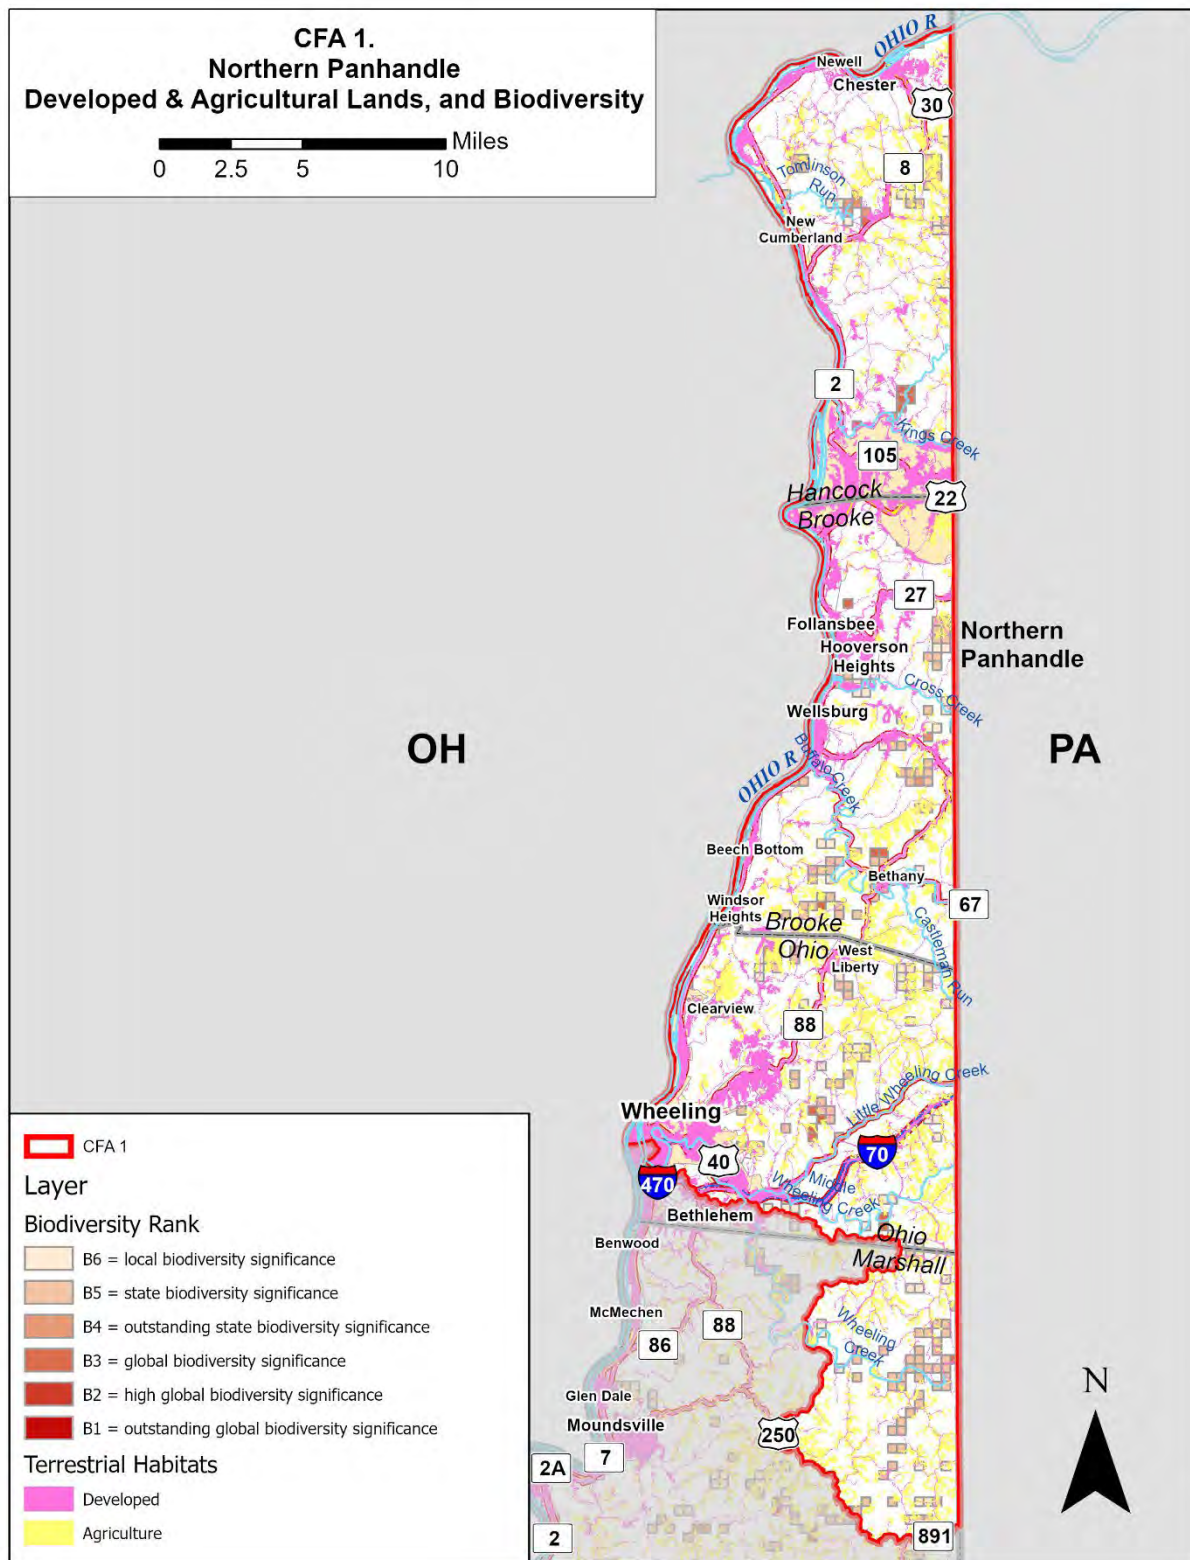 CFA 1.
Northern Panhandle
Developed & Agricultural Lands, and Biodiversity
Miles
0 2.5 5 10
OHIO R
Newell
Chester
30
8
Tomlinson
Run
New
Cumberland
2
Kings Creek
105
Hancock
22
Brooke
27
Follansbee
Northern
Panhandle
Hooverson
Heights
Cross Creek
Wellsburg
OH
PA
Buffalo Creek
OHIO R
Beech Bottom
Bethany
67
Windsor
Heights
Castleman Run
Brooke
Ohio
West
Liberty
Clearview
88
Little Wheeling Creek
Wheeling
70
40
470
Middle
Wheeling Creek
Bethlehem
Benwood
Ohio
Marshall
McMechen
88
86
Wheeling
Creek
Glen Dale
Moundsville
250
7
2A
2
891
N
CFA 1
Layer
Biodiversity Rank
B6 = local biodiversity significance
B5 = state biodiversity significance
B4 = outstanding state biodiversity significance
B3 = global biodiversity significance
B2 = high global biodiversity significance
B1 = outstanding global biodiversity significance
Terrestrial Habitats
Developed
Agriculture